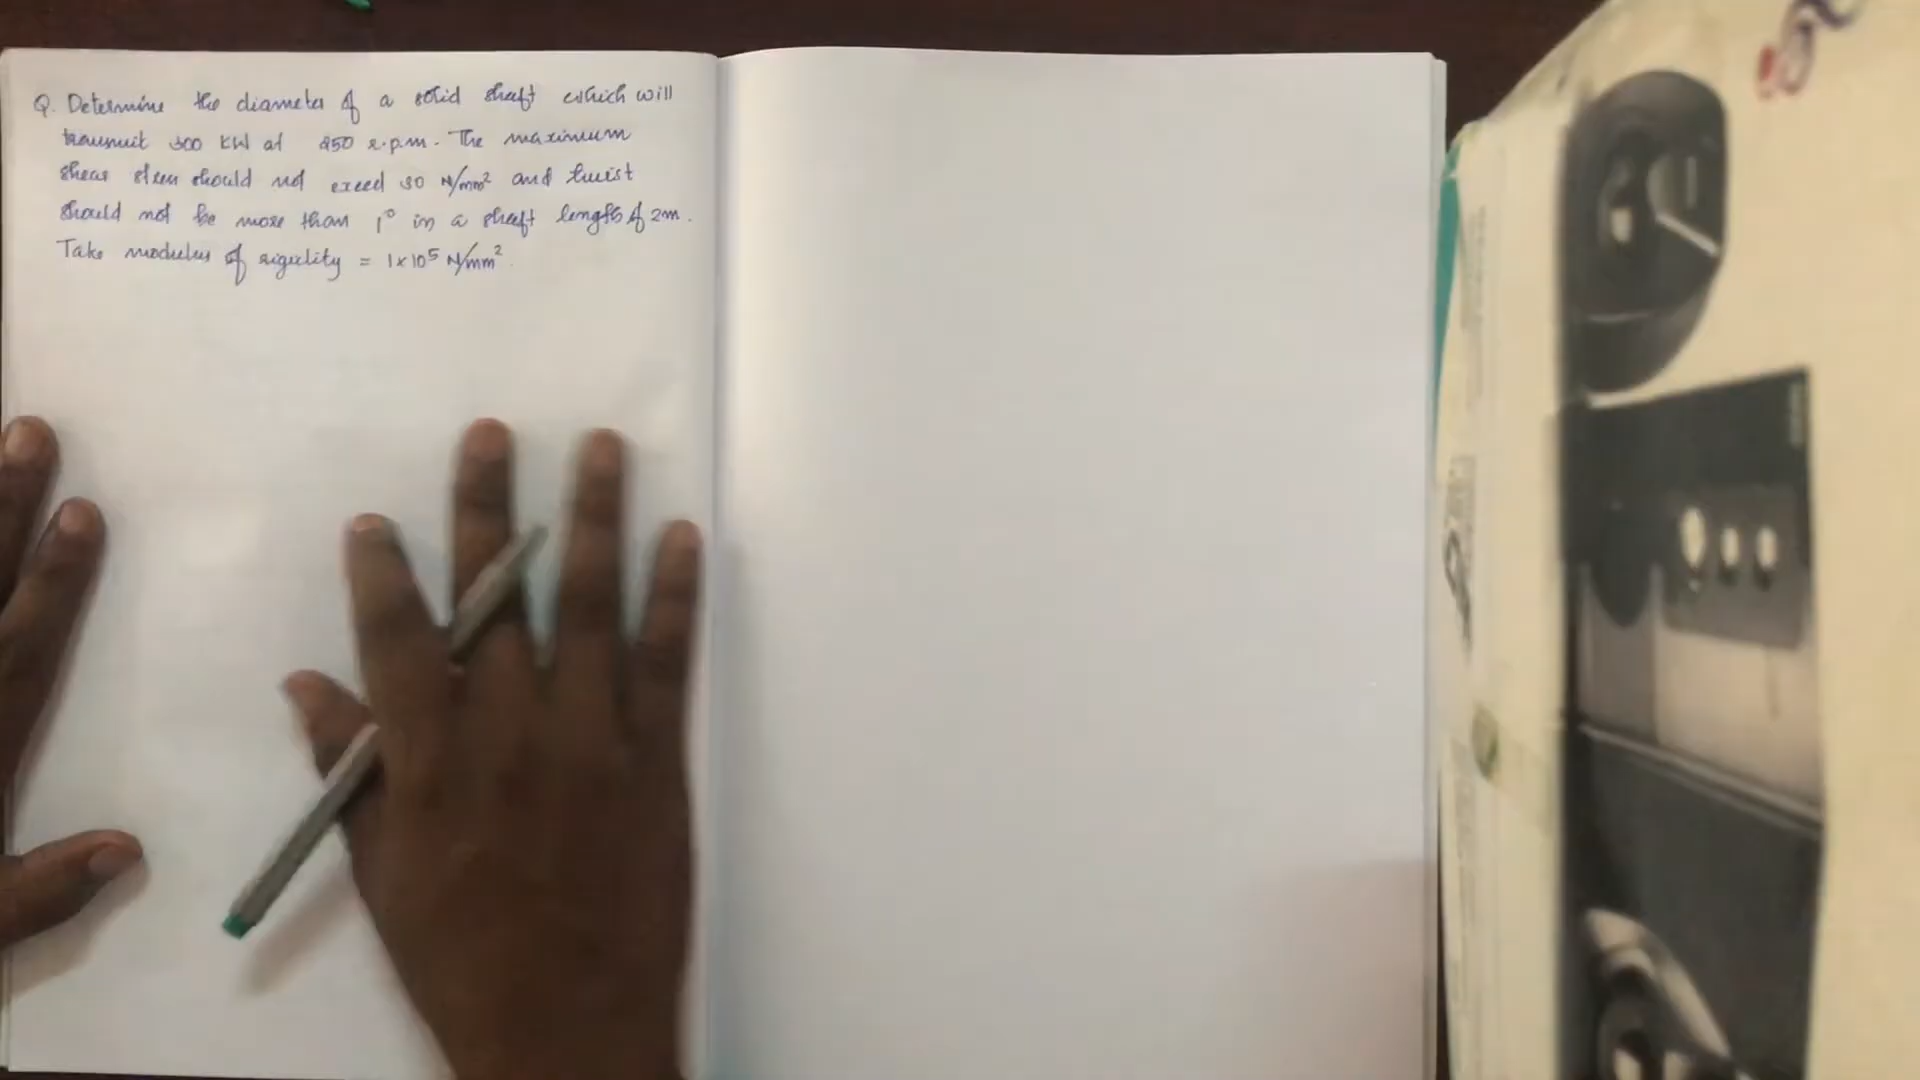 Q. Determine the diameter of a solid shaft which will
transmit 300 KW at 250 r.p.m. The maximum
shear stress should not exceed 30 N/mm² and twist
should not be more than 1° in a shaft length of 2m.
Take modulus of rigidity = 1×10⁵ N/mm².